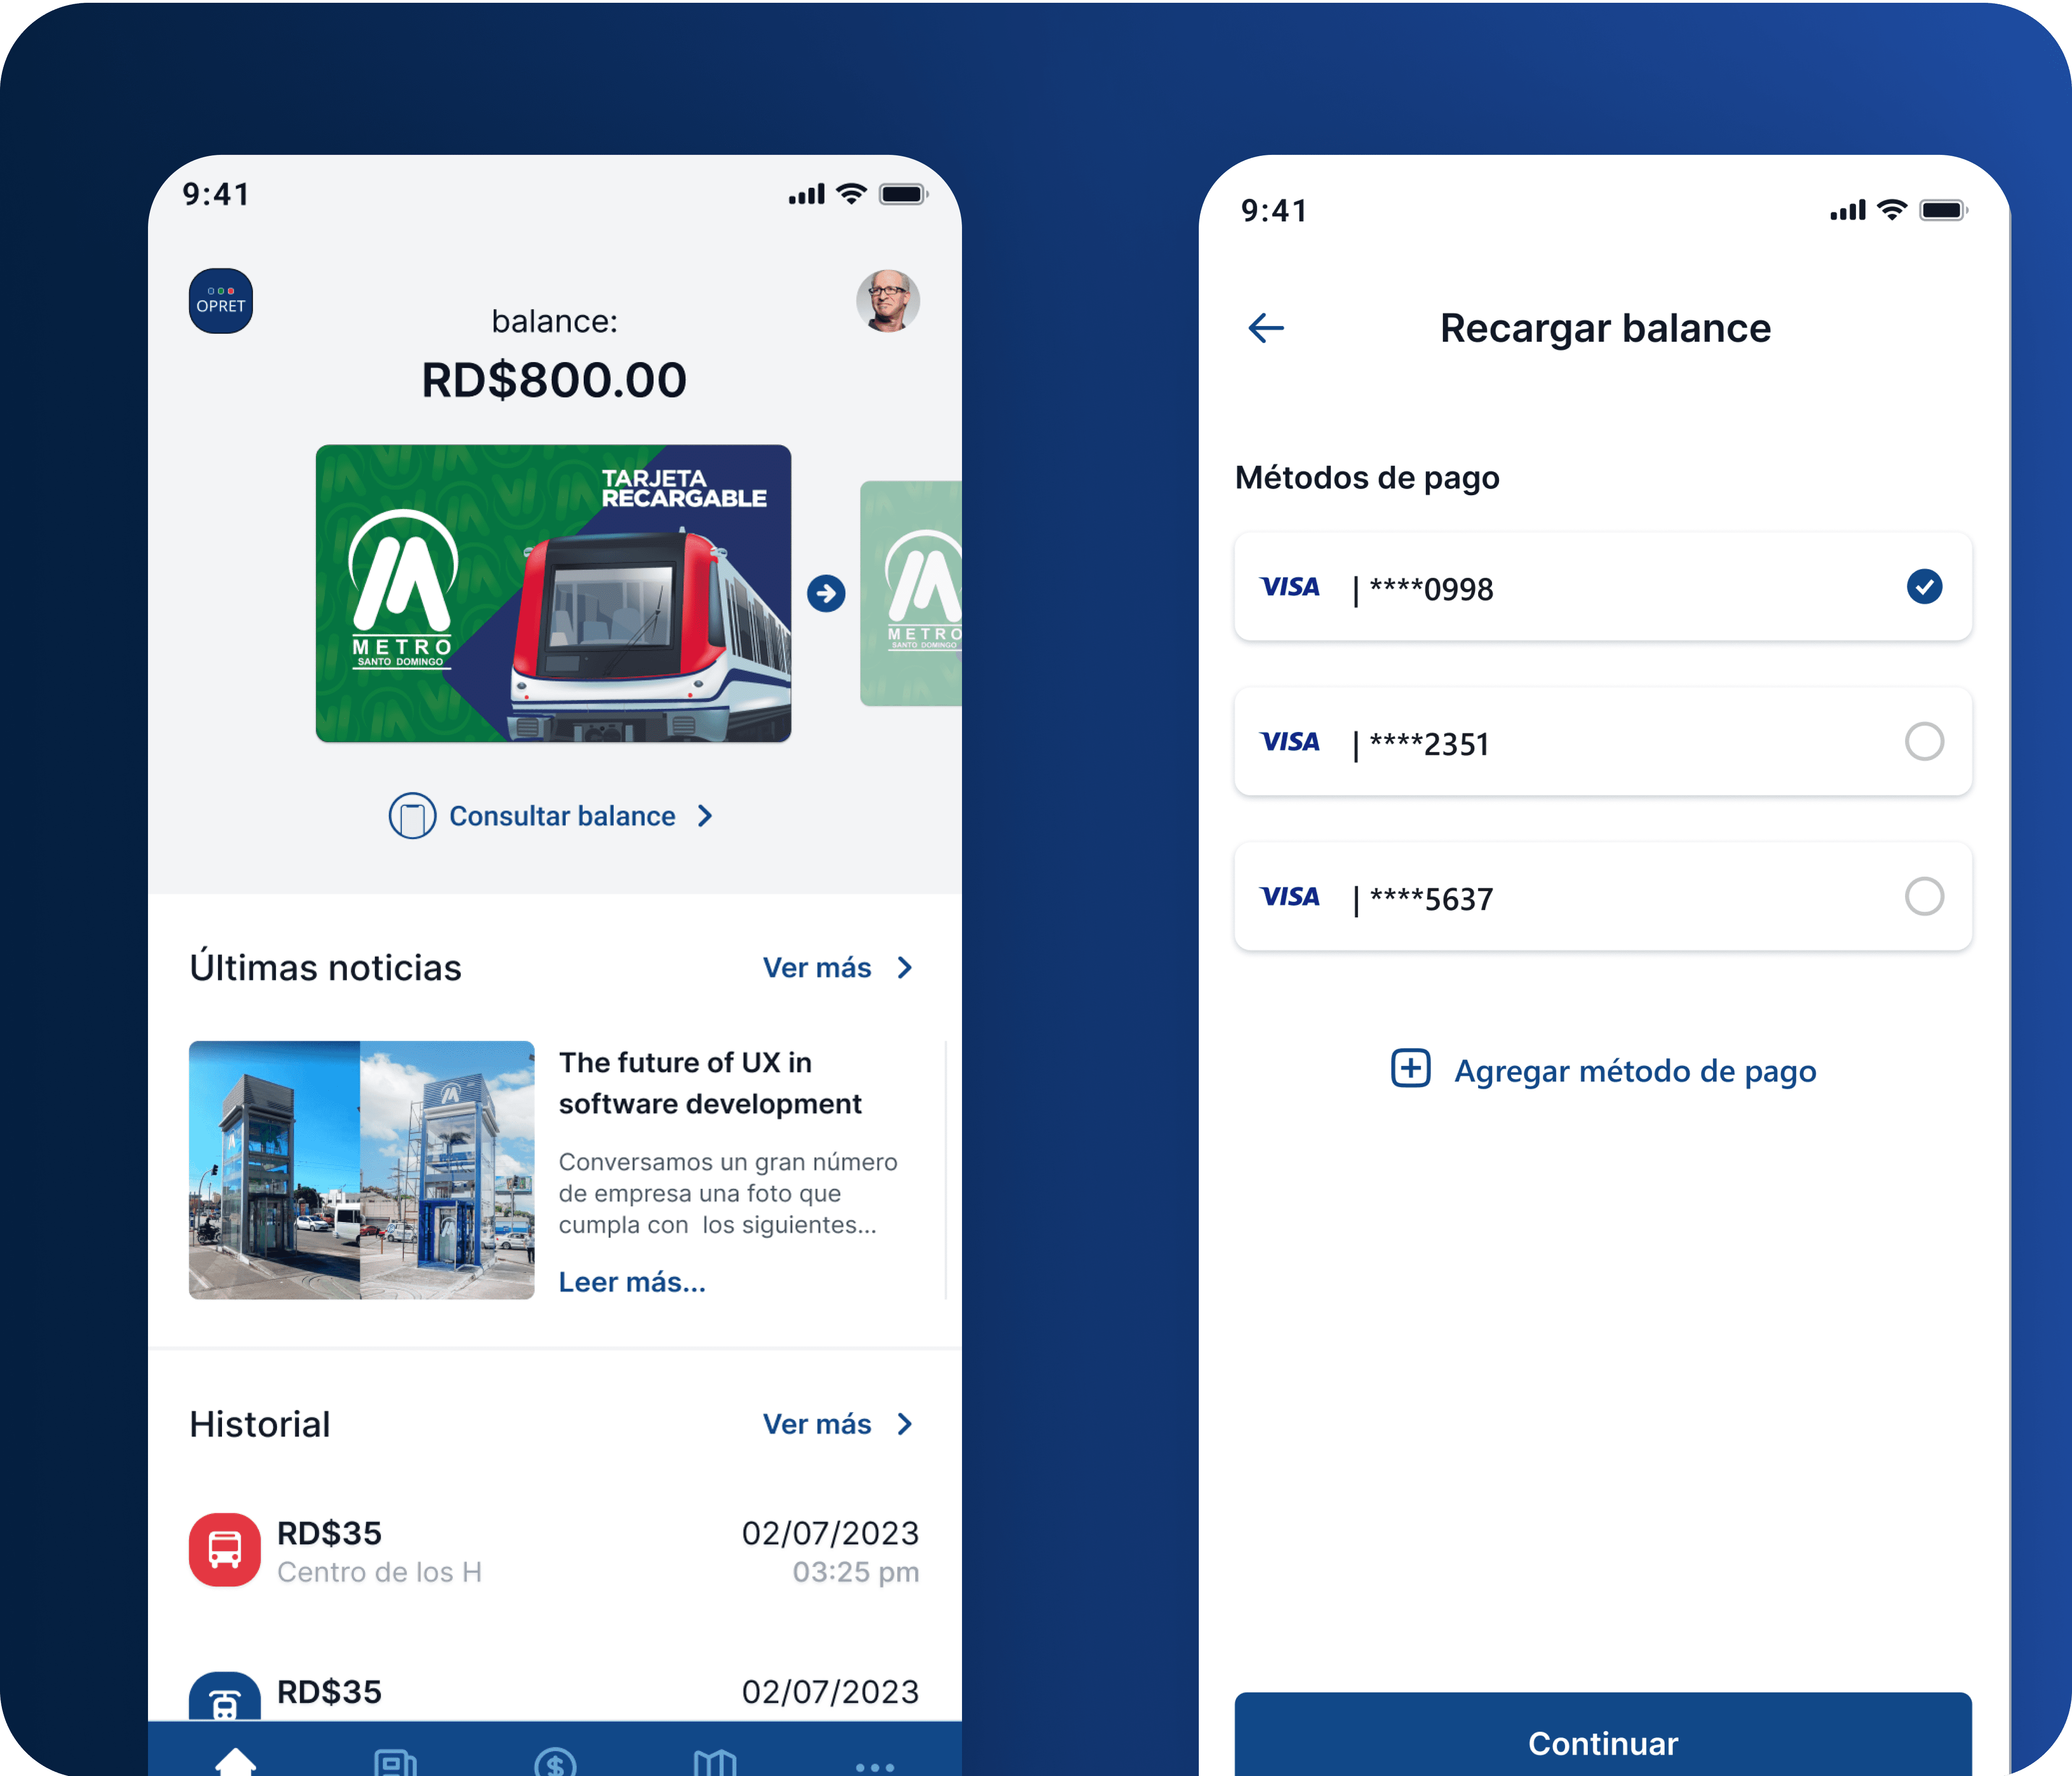 9:41
OPRET
balance:
RD$800.00
TARJETA
RECARGABLE
METRO
SANTO DOMINGO
METRO
SANTO DOMINGO
Consultar balance
Últimas noticias
Ver más
The future of UX in
software development
Conversamos un gran número
de empresa una foto que
cumpla con  los siguientes...
Leer más...
Historial
Ver más
RD$35
02/07/2023
Centro de los H
03:25 pm
RD$35
02/07/2023
9:41
Recargar balance
Métodos de pago
VISA | ****0998
VISA | ****2351
VISA | ****5637
Agregar método de pago
Continuar